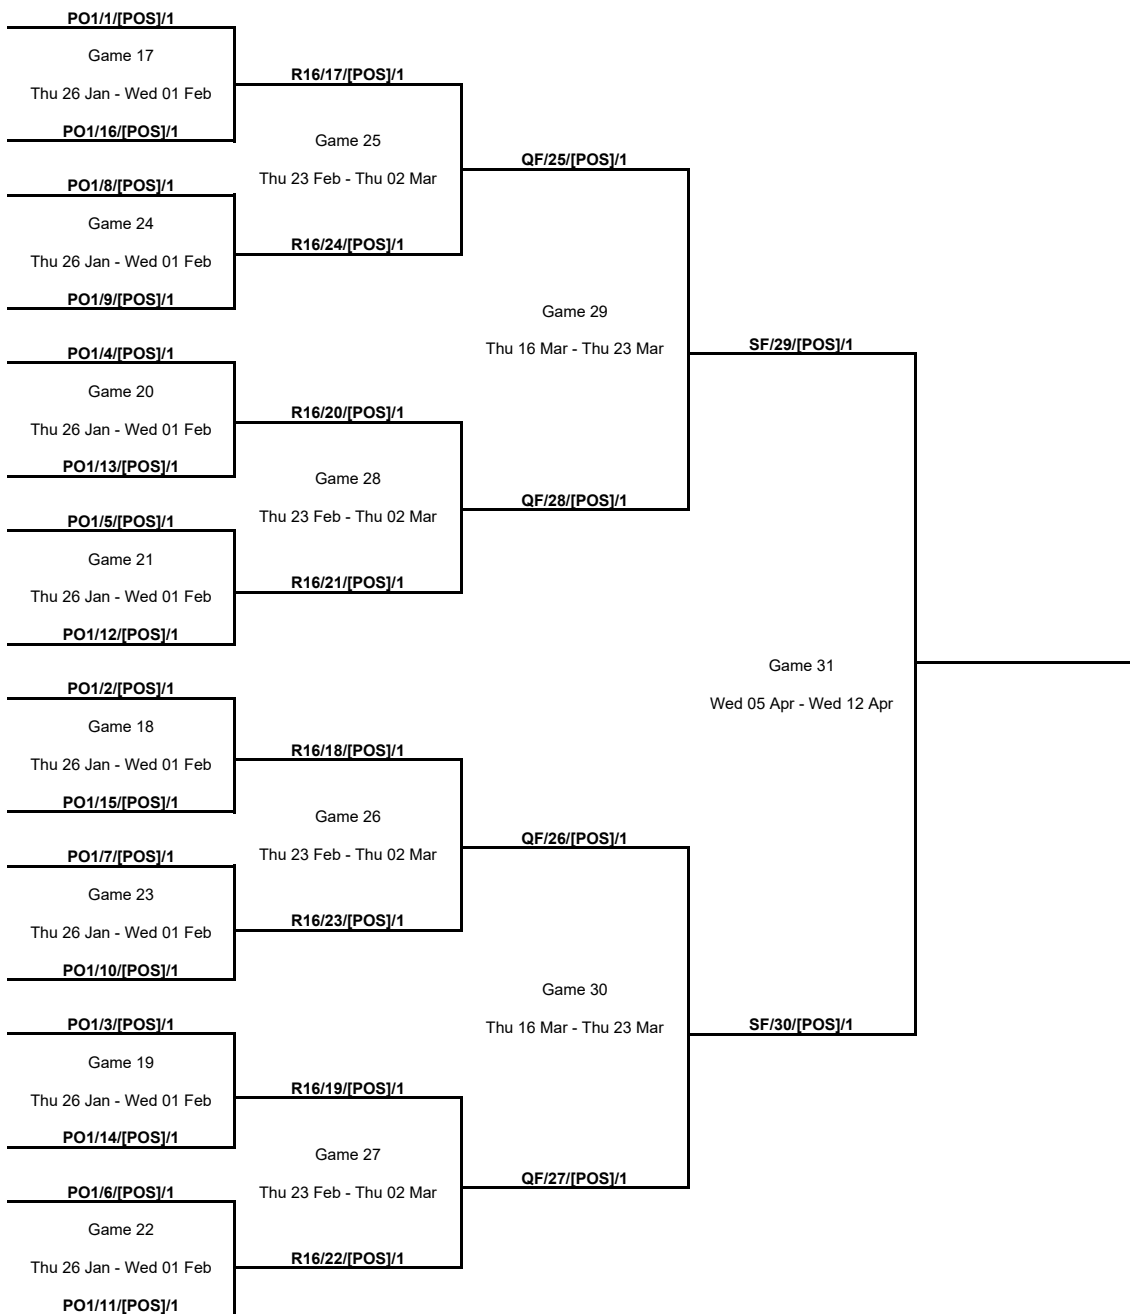 PO1/1/[POS]/1
Game 17
Thu 26 Jan - Wed 01 Feb
PO1/16/[POS]/1
PO1/8/[POS]/1
Game 24
Thu 26 Jan - Wed 01 Feb
PO1/9/[POS]/1
PO1/4/[POS]/1
Game 20
Thu 26 Jan - Wed 01 Feb
PO1/13/[POS]/1
PO1/5/[POS]/1
Game 21
Thu 26 Jan - Wed 01 Feb
PO1/12/[POS]/1
PO1/2/[POS]/1
Game 18
Thu 26 Jan - Wed 01 Feb
PO1/15/[POS]/1
PO1/7/[POS]/1
Game 23
Thu 26 Jan - Wed 01 Feb
PO1/10/[POS]/1
PO1/3/[POS]/1
Game 19
Thu 26 Jan - Wed 01 Feb
PO1/14/[POS]/1
PO1/6/[POS]/1
Game 22
Thu 26 Jan - Wed 01 Feb
PO1/11/[POS]/1
R16/17/[POS]/1
Game 25
Thu 23 Feb - Thu 02 Mar
R16/24/[POS]/1
R16/20/[POS]/1
Game 28
Thu 23 Feb - Thu 02 Mar
R16/21/[POS]/1
R16/18/[POS]/1
Game 26
Thu 23 Feb - Thu 02 Mar
R16/23/[POS]/1
R16/19/[POS]/1
Game 27
Thu 23 Feb - Thu 02 Mar
R16/22/[POS]/1
QF/25/[POS]/1
Game 29
Thu 16 Mar - Thu 23 Mar
QF/28/[POS]/1
QF/26/[POS]/1
Game 30
Thu 16 Mar - Thu 23 Mar
QF/27/[POS]/1
SF/29/[POS]/1
Game 31
Wed 05 Apr - Wed 12 Apr
SF/30/[POS]/1